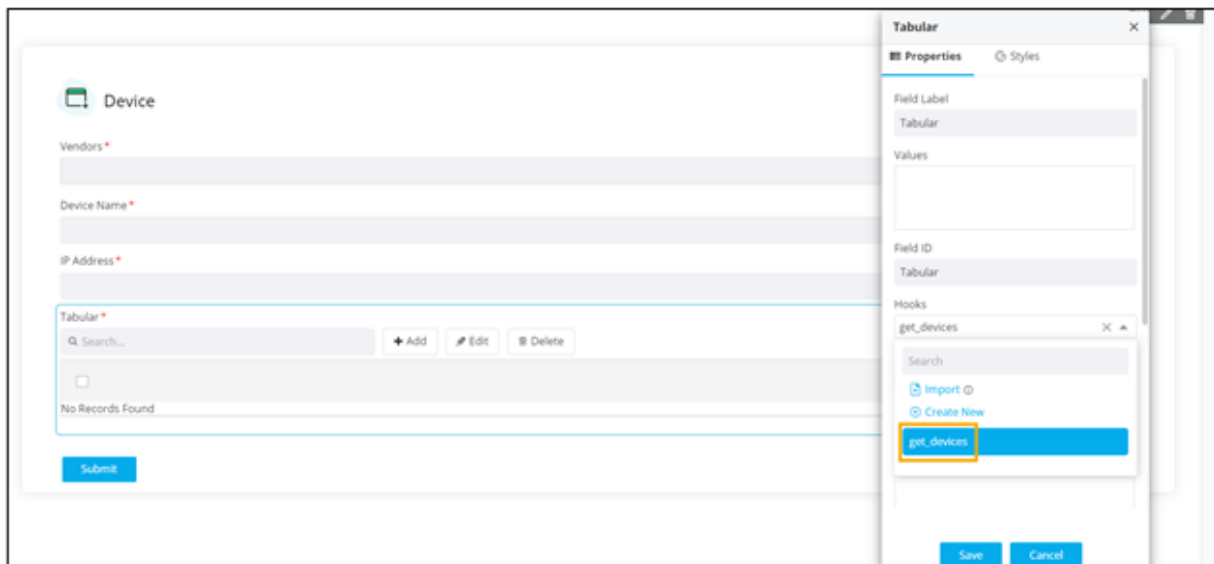 Device
Vendors *
Device Name *
IP Address *
Tabular *
Search...
Add
Edit
Delete
No Records Found
Submit
Tabular
Properties
Styles
Field Label
Tabular
Values
Field ID
Tabular
Hooks
get_devices
Search
Import
Create New
get_devices
Save
Cancel